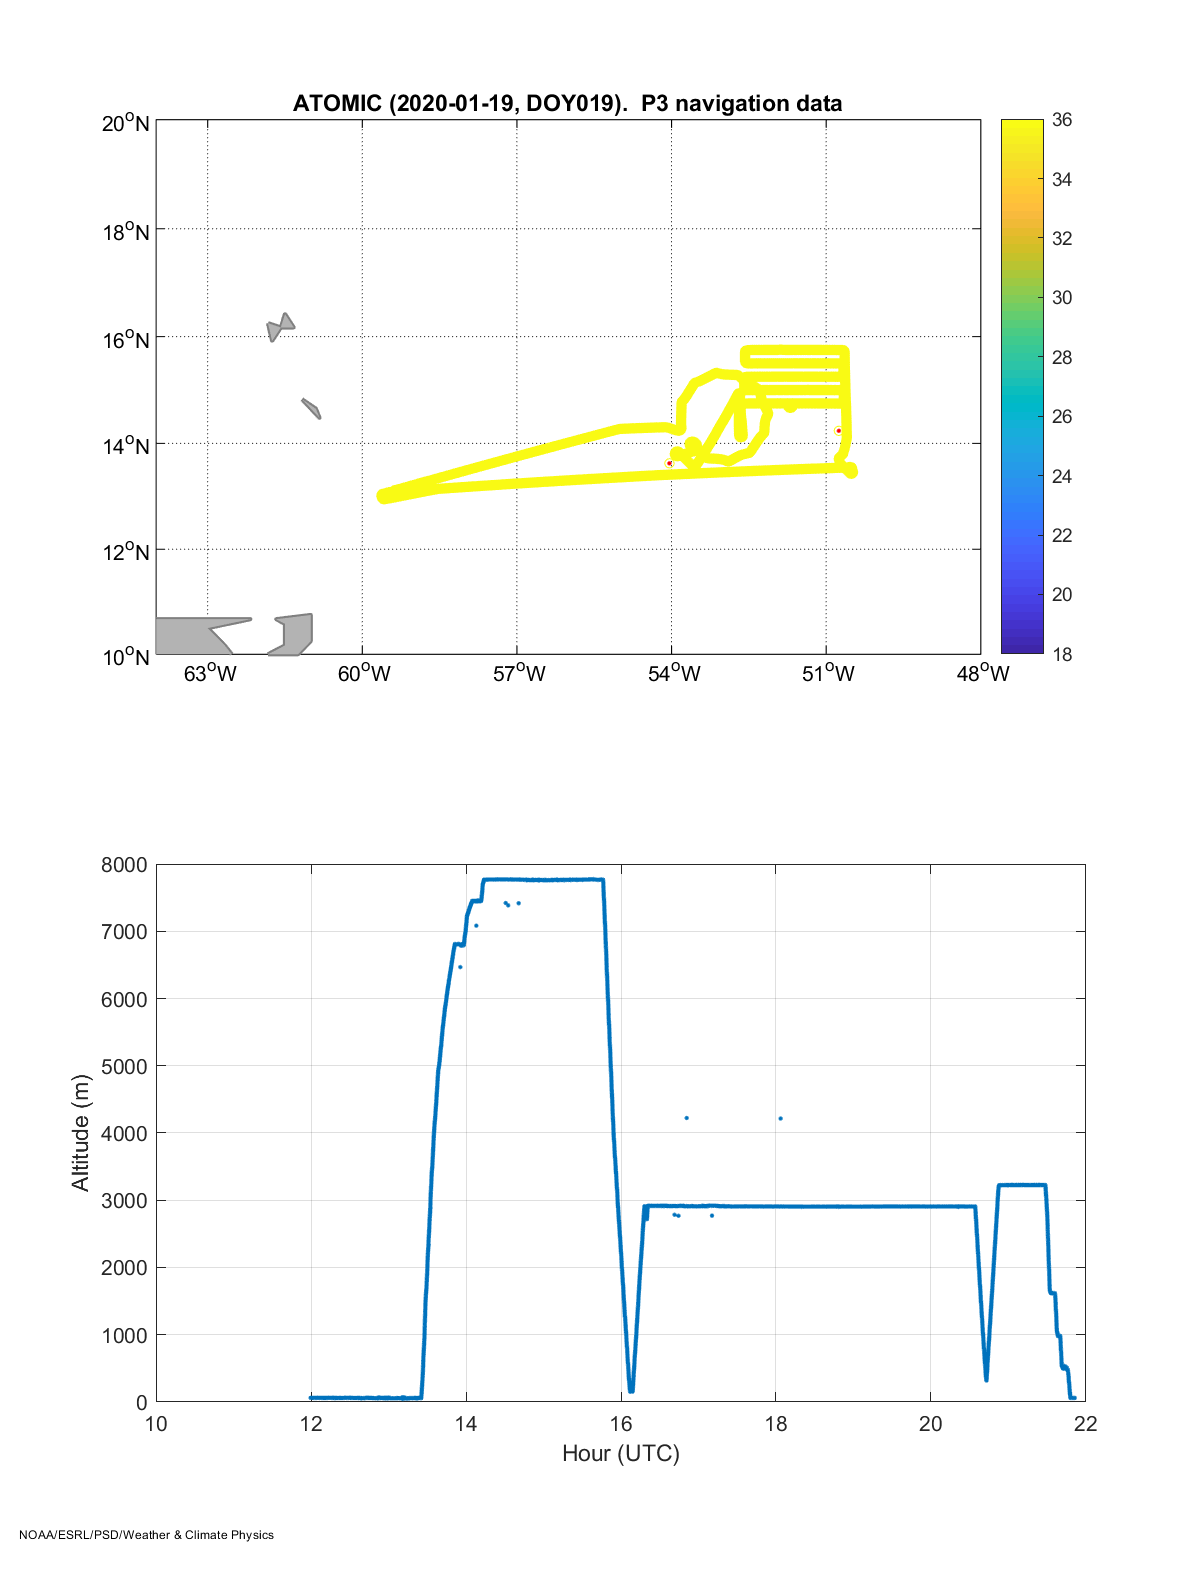 ATOMIC (2020-01-19, DOY019).  P3 navigation data
20°N
18°N
16°N
14°N
12°N
10°N
63°W
60°W
57°W
54°W
51°W
48°W
36
34
32
30
28
26
24
22
20
18
8000
7000
6000
5000
4000
3000
2000
1000
0
Altitude (m)
10
12
14
16
18
20
22
Hour (UTC)
NOAA/ESRL/PSD/Weather & Climate Physics